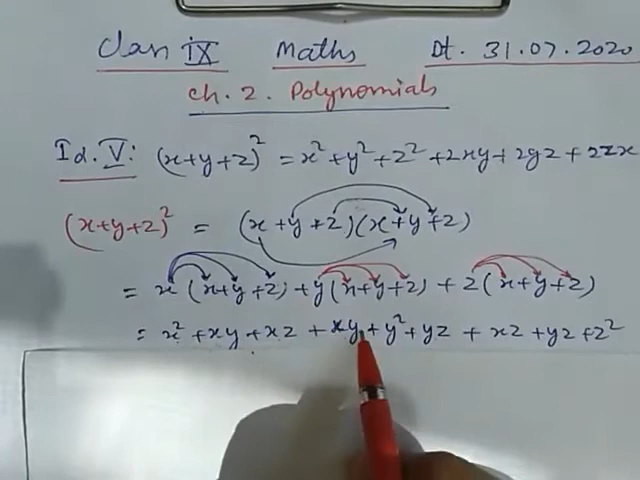 Class IX Maths Dt. 31.07.2020
Ch. 2. Polynomials
Id. V: (x+y+z)² = x²+y²+z²+2xy+2yz+2zx
(x+y+z)² = (x+y+z)(x+y+z)
= x(x+y+z)+y(x+y+z)+z(x+y+z)
= x²+xy+xz+xy+y²+yz+xz+yz+z²